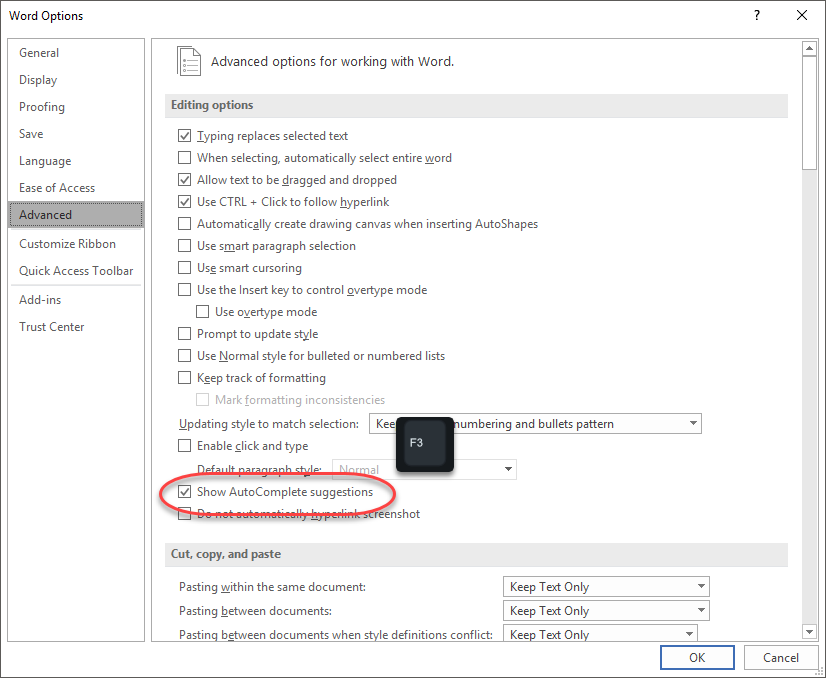 Word Options
?
General
Display
Proofing
Save
Language
Ease of Access
Advanced
Customize Ribbon
Quick Access Toolbar
Add-ins
Trust Center
Advanced options for working with Word.
Editing options
Typing replaces selected text
When selecting, automatically select entire word
Allow text to be dragged and dropped
Use CTRL + Click to follow hyperlink
Automatically create drawing canvas when inserting AutoShapes
Use smart paragraph selection
Use smart cursoring
Use the Insert key to control overtype mode
Use overtype mode
Prompt to update style
Use Normal style for bulleted or numbered lists
Keep track of formatting
Mark formatting inconsistencies
Updating style to match selection: numbering and bullets pattern
F3
Enable click and type
Default paragraph style: Normal
Show AutoComplete suggestions
Do not automatically hyperlink screenshot
Cut, copy, and paste
Pasting within the same document: Keep Text Only
Pasting between documents: Keep Text Only
Pasting between documents when style definitions conflict: Keep Text Only
OK Cancel